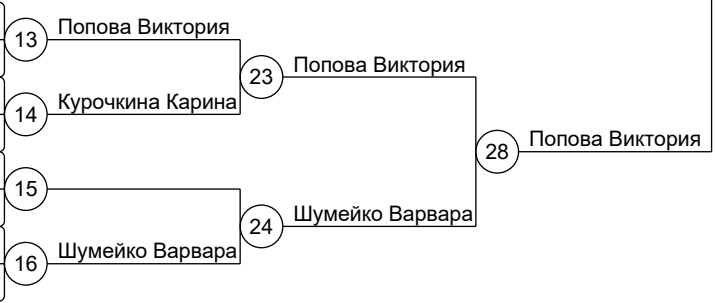 13 Попова Виктория
23 Попова Виктория
14 Курочкина Карина
28 Попова Виктория
15
24 Шумейко Варвара
16 Шумейко Варвара